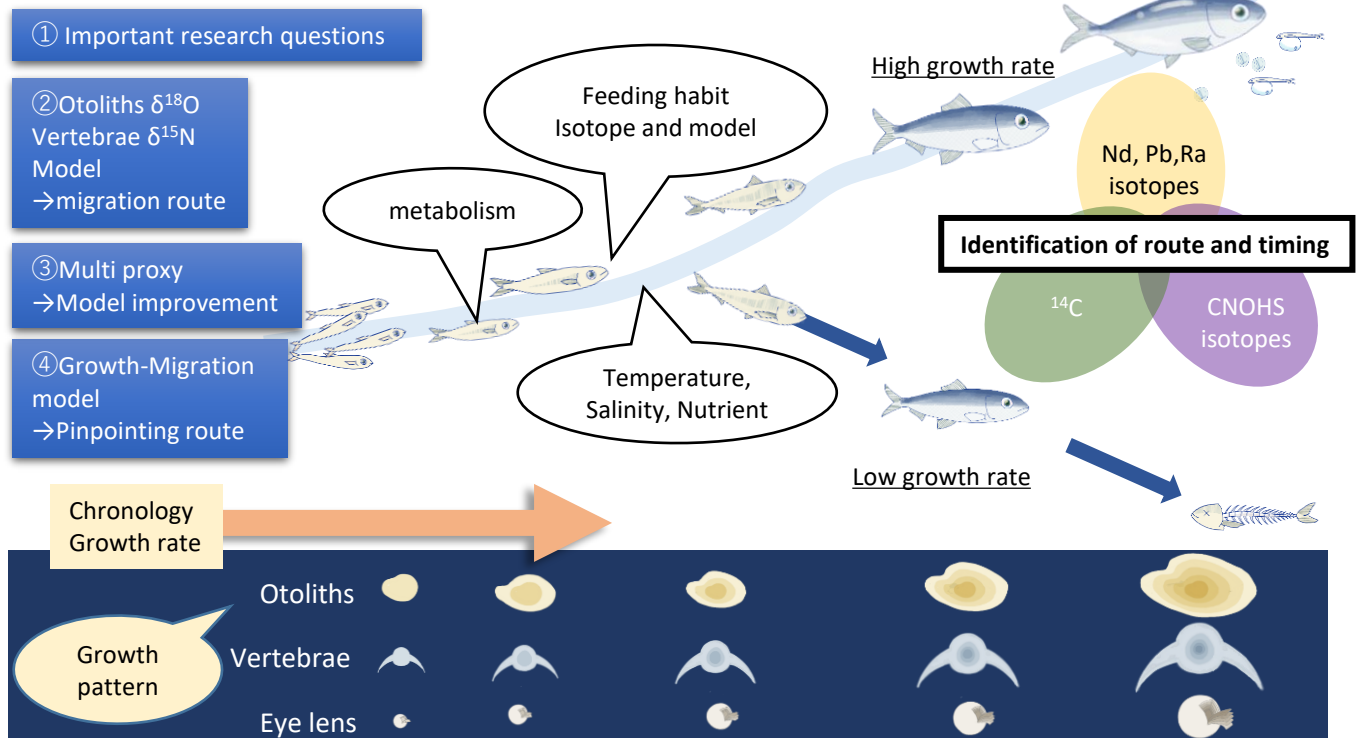 ① Important research questions
②Otoliths δ¹⁸O
Vertebrae δ¹⁵N
Model
→migration route
③Multi proxy
→Model improvement
④Growth-Migration
model
→Pinpointing route
metabolism
Feeding habit
Isotope and model
Temperature,
Salinity, Nutrient
High growth rate
Low growth rate
Nd, Pb,Ra
isotopes
Identification of route and timing
¹⁴C
CNOHS
isotopes
Chronology
Growth rate
Growth
pattern
Otoliths
Vertebrae
Eye lens